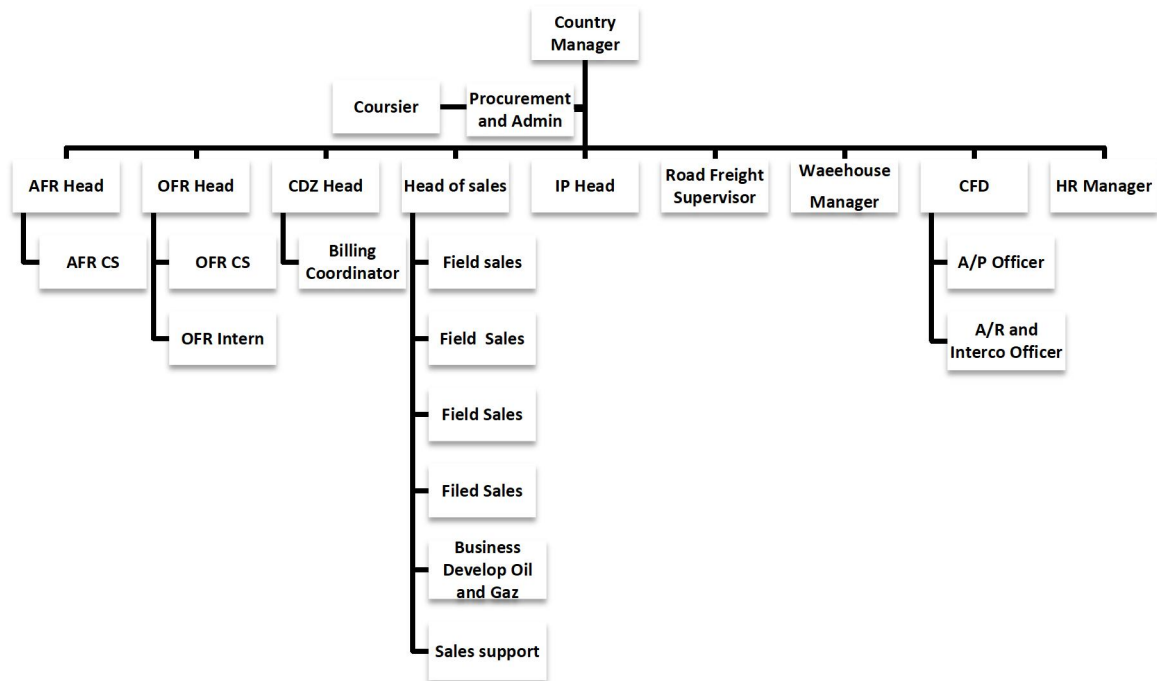 Country
Manager
Coursier
Procurement
and Admin
AFR Head
OFR Head
CDZ Head
Head of sales
IP Head
Road Freight
Supervisor
Waeehouse
Manager
CFD
HR Manager
AFR CS
OFR CS
Billing
Coordinator
Field sales
A/P Officer
OFR Intern
Field  Sales
A/R and
Interco Officer
Field Sales
Filed Sales
Business
Develop Oil
and Gaz
Sales support